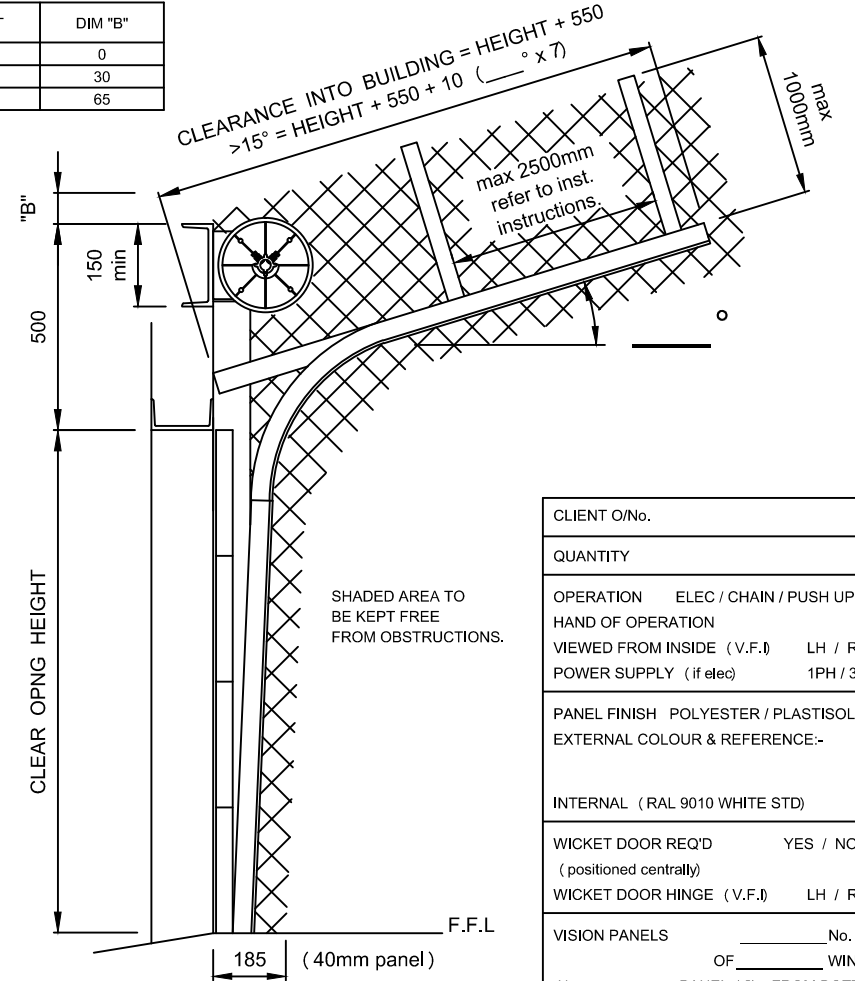 DIM "B"
0
30
65
CLEARANCE INTO BUILDING = HEIGHT + 550
>15° = HEIGHT + 550 + 10 (____° x 7)
max
1000mm
max 2500mm
refer to inst.
instructions.
"B"
150
min
500
°
CLEAR OPNG HEIGHT
SHADED AREA TO
BE KEPT FREE
FROM OBSTRUCTIONS.
F.F.L
185 (40mm panel)
CLIENT O/No.
QUANTITY
OPERATION ELEC / CHAIN / PUSH UP
HAND OF OPERATION
VIEWED FROM INSIDE (V.F.I) LH / R
POWER SUPPLY (if elec) 1PH / 3
PANEL FINISH POLYESTER / PLASTISOL
EXTERNAL COLOUR & REFERENCE:-
INTERNAL (RAL 9010 WHITE STD)
WICKET DOOR REQ'D YES / NO
(positioned centrally)
WICKET DOOR HINGE (V.F.I) LH / R
VISION PANELS ______No.
OF ______ WIN